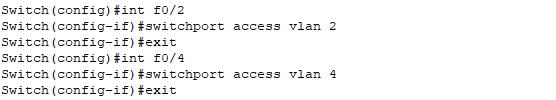 Switch(config)#int f0/2
Switch(config-if)#switchport access vlan 2
Switch(config-if)#exit
Switch(config)#int f0/4
Switch(config-if)#switchport access vlan 4
Switch(config-if)#exit